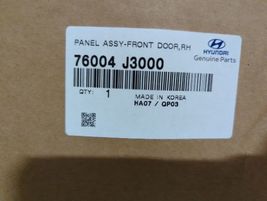 PANEL ASSY-FRONT DOOR,RH
76004 J3000
HYUNDAI
Genuine Parts
QTY: 1
MADE IN KOREA
HA07 / QP03